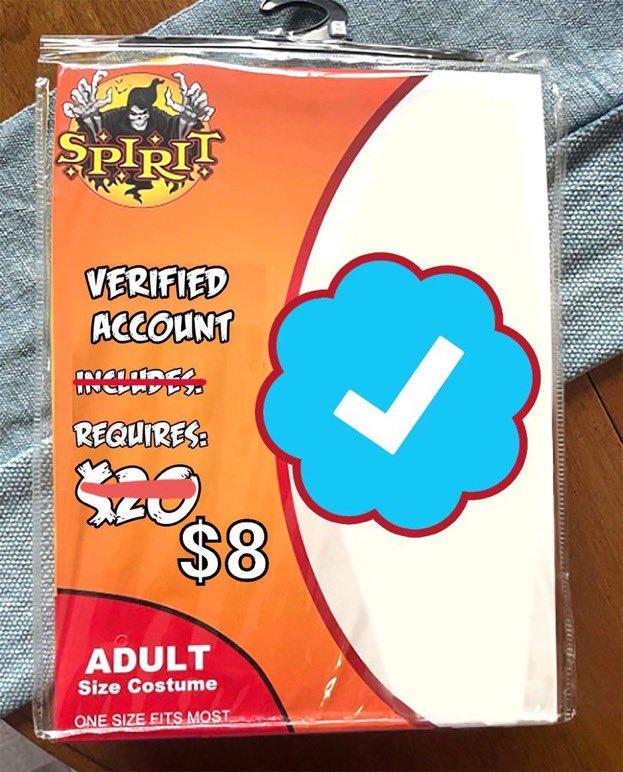 SPIRIT
VERIFIED
ACCOUNT
INCLUDES:
REQUIRES:
$20
$8
ADULT
Size Costume
ONE SIZE FITS MOST